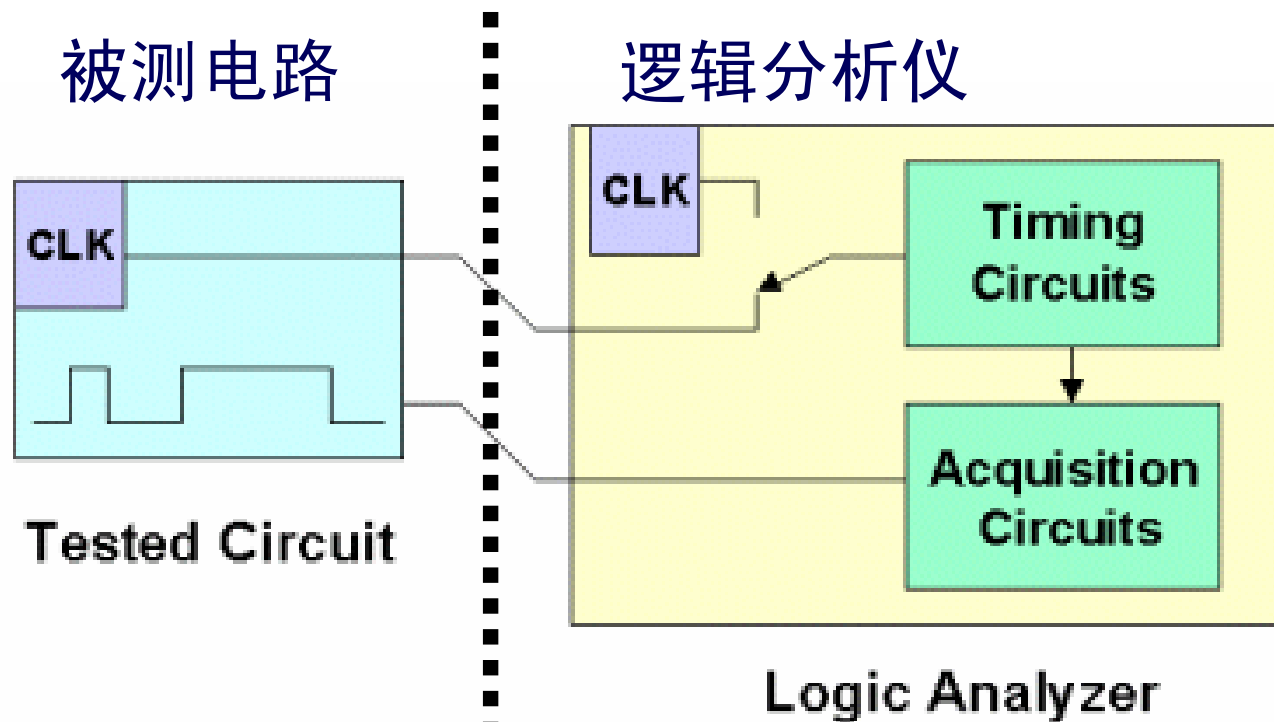 被测电路
逻辑分析仪
CLK
Tested Circuit
CLK
Timing
Circuits
Acquisition
Circuits
Logic Analyzer